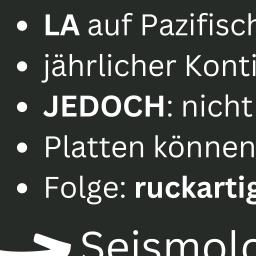 • LA auf Pazifisch
• jährlicher Konti
• JEDOCH: nicht
• Platten können
• Folge: ruckartig
Seismolo